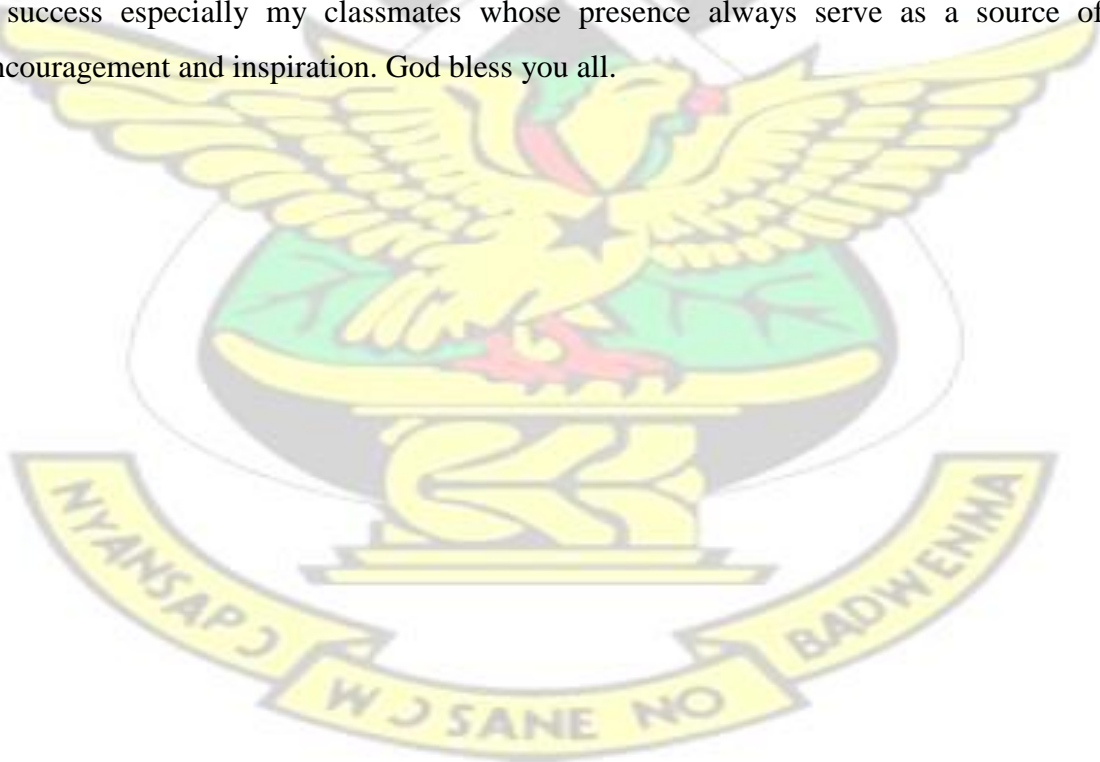 success especially my classmates whose presence always serve as a source of
ncouragement and inspiration. God bless you all.
NYANSAPƆ
WƆ SANE NO
BADWENMA